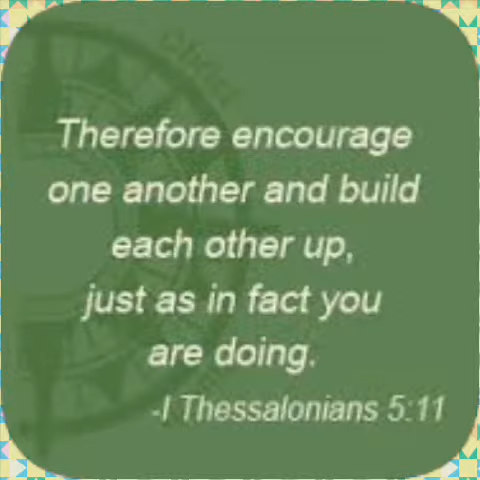 Therefore encourage
one another and build
each other up,
just as in fact you
are doing.
-I Thessalonians 5:11